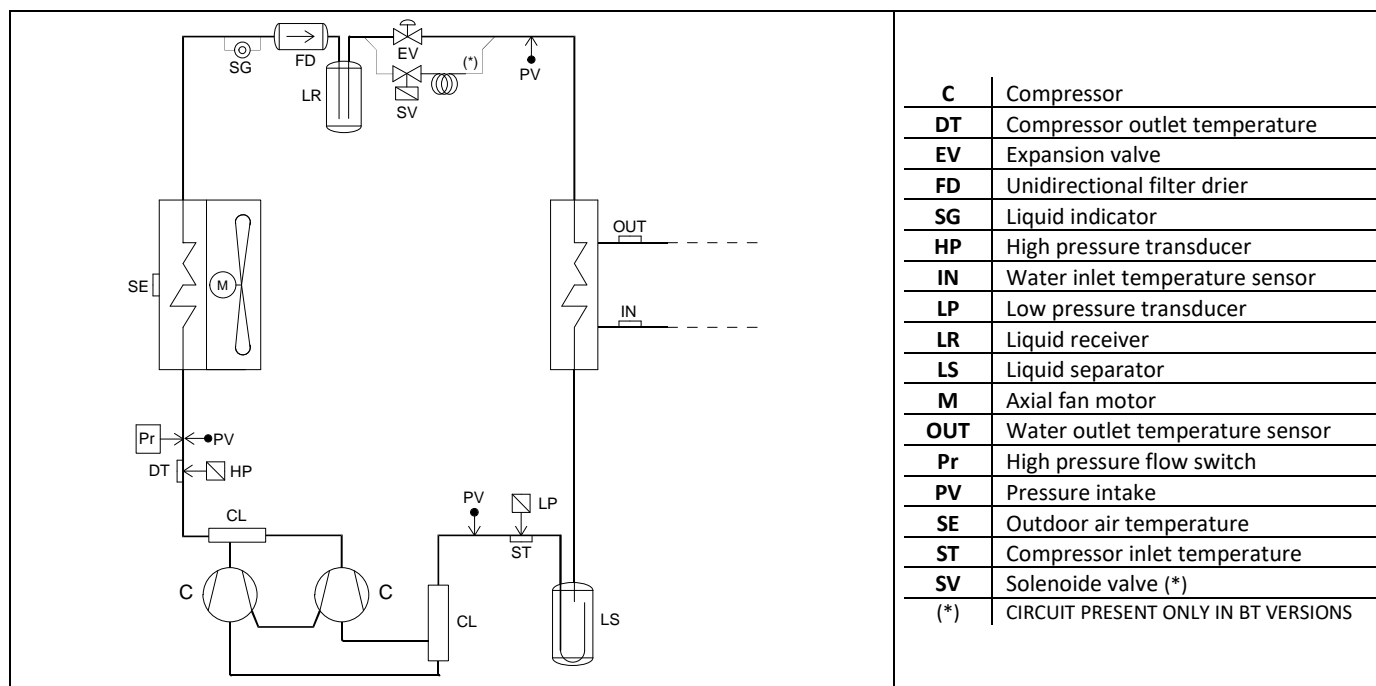 SG
FD
LR
EV
(*)
SV
PV
SE
M
OUT
IN
Pr
PV
DT
HP
CL
C
C
PV
LP
ST
CL
LS
C Compressor
DT Compressor outlet temperature
EV Expansion valve
FD Unidirectional filter drier
SG Liquid indicator
HP High pressure transducer
IN Water inlet temperature sensor
LP Low pressure transducer
LR Liquid receiver
LS Liquid separator
M Axial fan motor
OUT Water outlet temperature sensor
Pr High pressure flow switch
PV Pressure intake
SE Outdoor air temperature
ST Compressor inlet temperature
SV Solenoide valve (*)
(*) CIRCUIT PRESENT ONLY IN BT VERSIONS